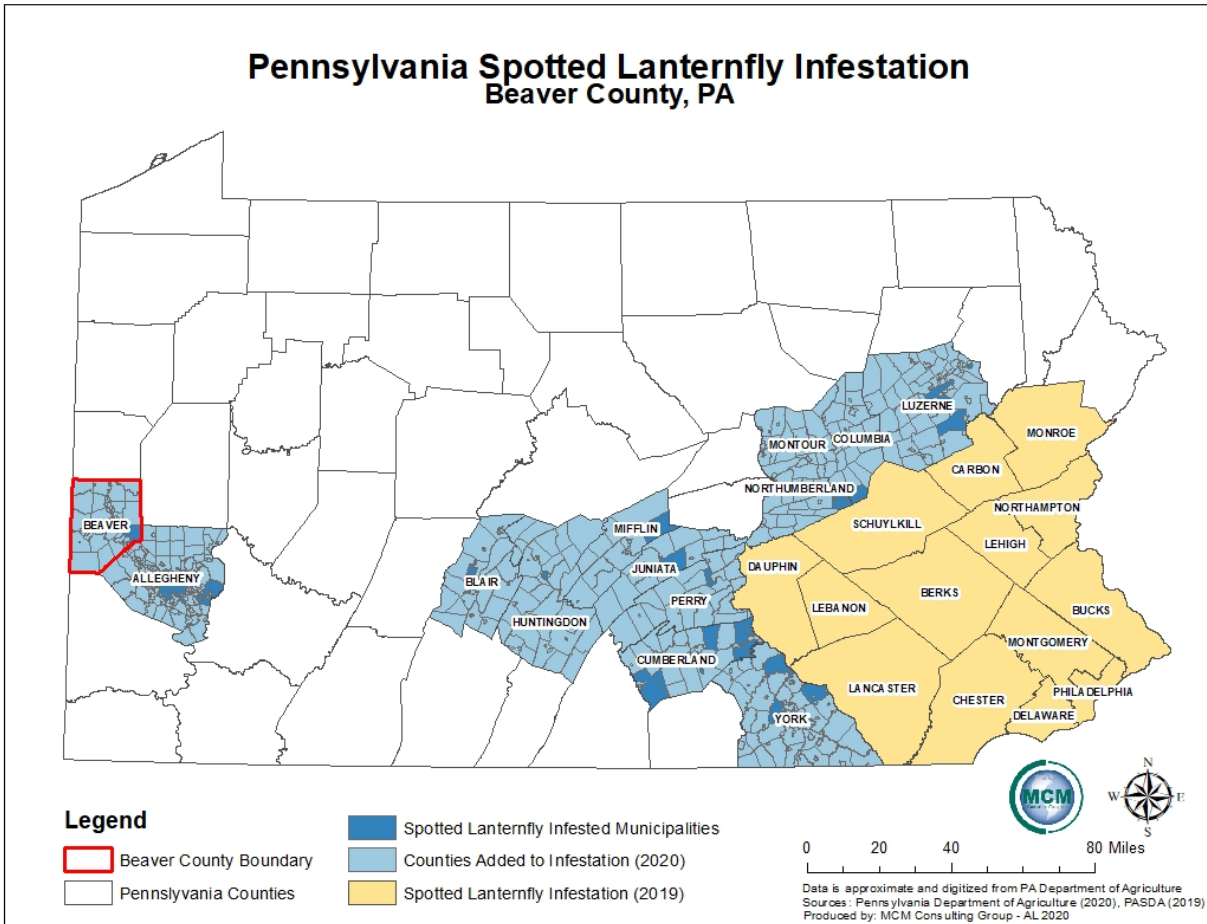 Pennsylvania Spotted Lanternfly Infestation
Beaver County, PA
LUZERNE
MONROE
MONTOUR
COLUMBIA
CARBON
NORTHUMBERLAND
NORTHAMPTON
BEAVER
MIFFLIN
SCHUYLKILL
LEHIGH
ALLEGHENY
BLAIR
JUNIATA
DAUPHIN
PERRY
LEBANON
BERKS
BUCKS
HUNTINGDON
MONTGOMERY
CUMBERLAND
LANCASTER
CHESTER
PHILADELPHIA
YORK
DELAWARE
MCM
N
W
E
S
Legend
Beaver County Boundary
Pennslyvania Counties
Spotted Lanternfly Infested Municipalities
Counties Added to Infestation (2020)
Spotted Lanternfly Infestation (2019)
0 20 40 80 Miles
Data is approximate and digitized from PA Department of Agriculture
Sources: Pennsylvania Department of Agriculture (2020), PASDA (2019)
Produced by: MCM Consulting Group - AL 2020